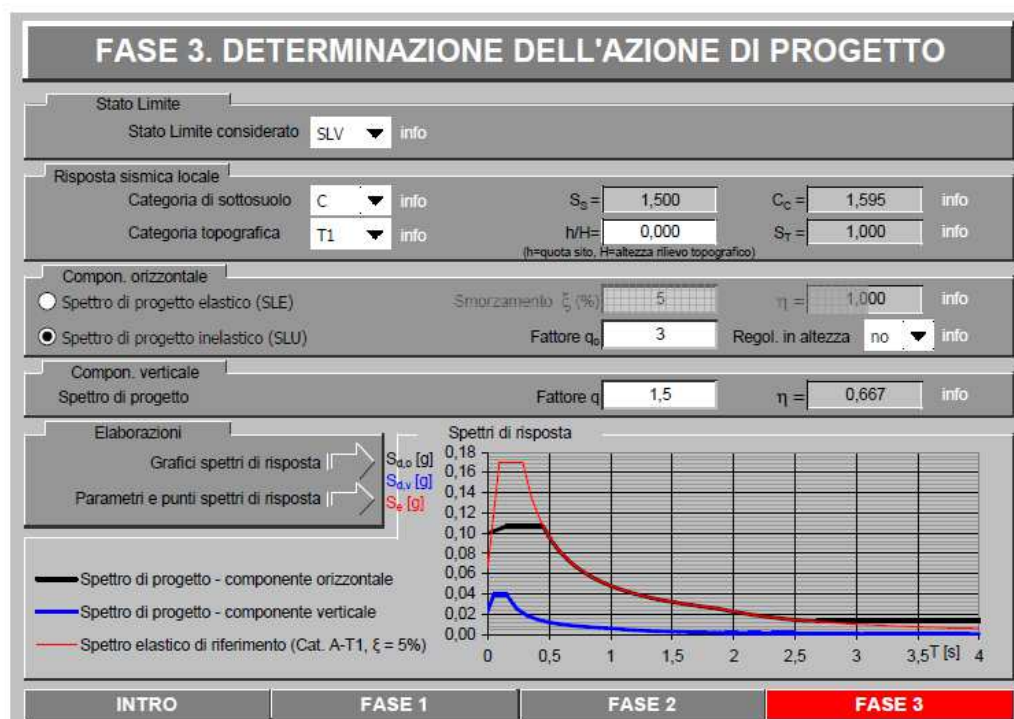 FASE 3. DETERMINAZIONE DELL'AZIONE DI PROGETTO
Stato Limite
Stato Limite considerato SLV info
Risposta sismica locale
Categoria di sottosuolo C info S_S = 1,500 C_C = 1,595 info
Categoria topografica T1 info h/H= 0,000 S_T = 1,000 info
(h=quota sito, H=altezza rilievo topografico)
Compon. orizzontale
Spettro di progetto elastico (SLE) Smorzamento ξ (%) 5 η = 1,000 info
Spettro di progetto inelastico (SLU) Fattore q_o 3 Regol. in altezza no info
Compon. verticale
Spettro di progetto Fattore q 1,5 η = 0,667 info
Elaborazioni
Grafici spettri di risposta
Parametri e punti spettri di risposta
Spettri di risposta
S_d,o [g]
S_d,v [g]
S_e [g]
0,18
0,16
0,14
0,12
0,10
0,08
0,06
0,04
0,02
0,00
0 0,5 1 1,5 2 2,5 3 3,5 T [s] 4
Spettro di progetto - componente orizzontale
Spettro di progetto - componente verticale
Spettro elastico di riferimento (Cat. A-T1, ξ = 5%)
INTRO FASE 1 FASE 2 FASE 3